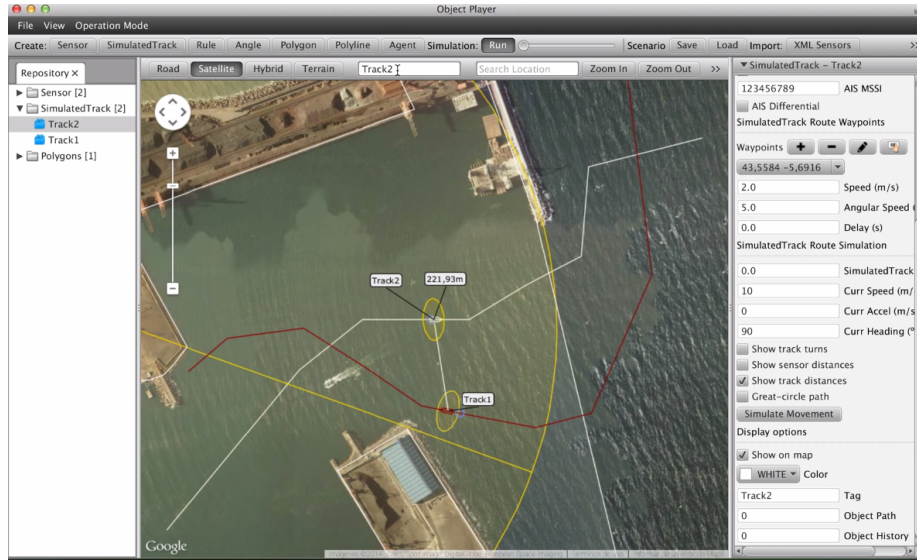 Object Player
File View Operation Mode
Create: Sensor SimulatedTrack Rule Angle Polygon Polyline Agent Simulation: Run Scenario Save Load Import: XML Sensors >>
Repository ×
Road Satellite Hybrid Terrain Track2 Search Location Zoom In Zoom Out >>
Sensor [2]
SimulatedTrack [2]
Track2
Track1
Polygons [1]
Track2
221,93m
Track1
Google
SimulatedTrack - Track2
123456789 AIS MSSI
AIS Differential
SimulatedTrack Route Waypoints
Waypoints
43,5584 -5,6916
2.0 Speed (m/s)
5.0 Angular Speed (
0.0 Delay (s)
SimulatedTrack Route Simulation
0.0 SimulatedTrack
10 Curr Speed (m/
0 Curr Accel (m/s
90 Curr Heading (º
Show track turns
Show sensor distances
Show track distances
Great-circle path
Simulate Movement
Display options
Show on map
WHITE Color
Track2 Tag
0 Object Path
0 Object History